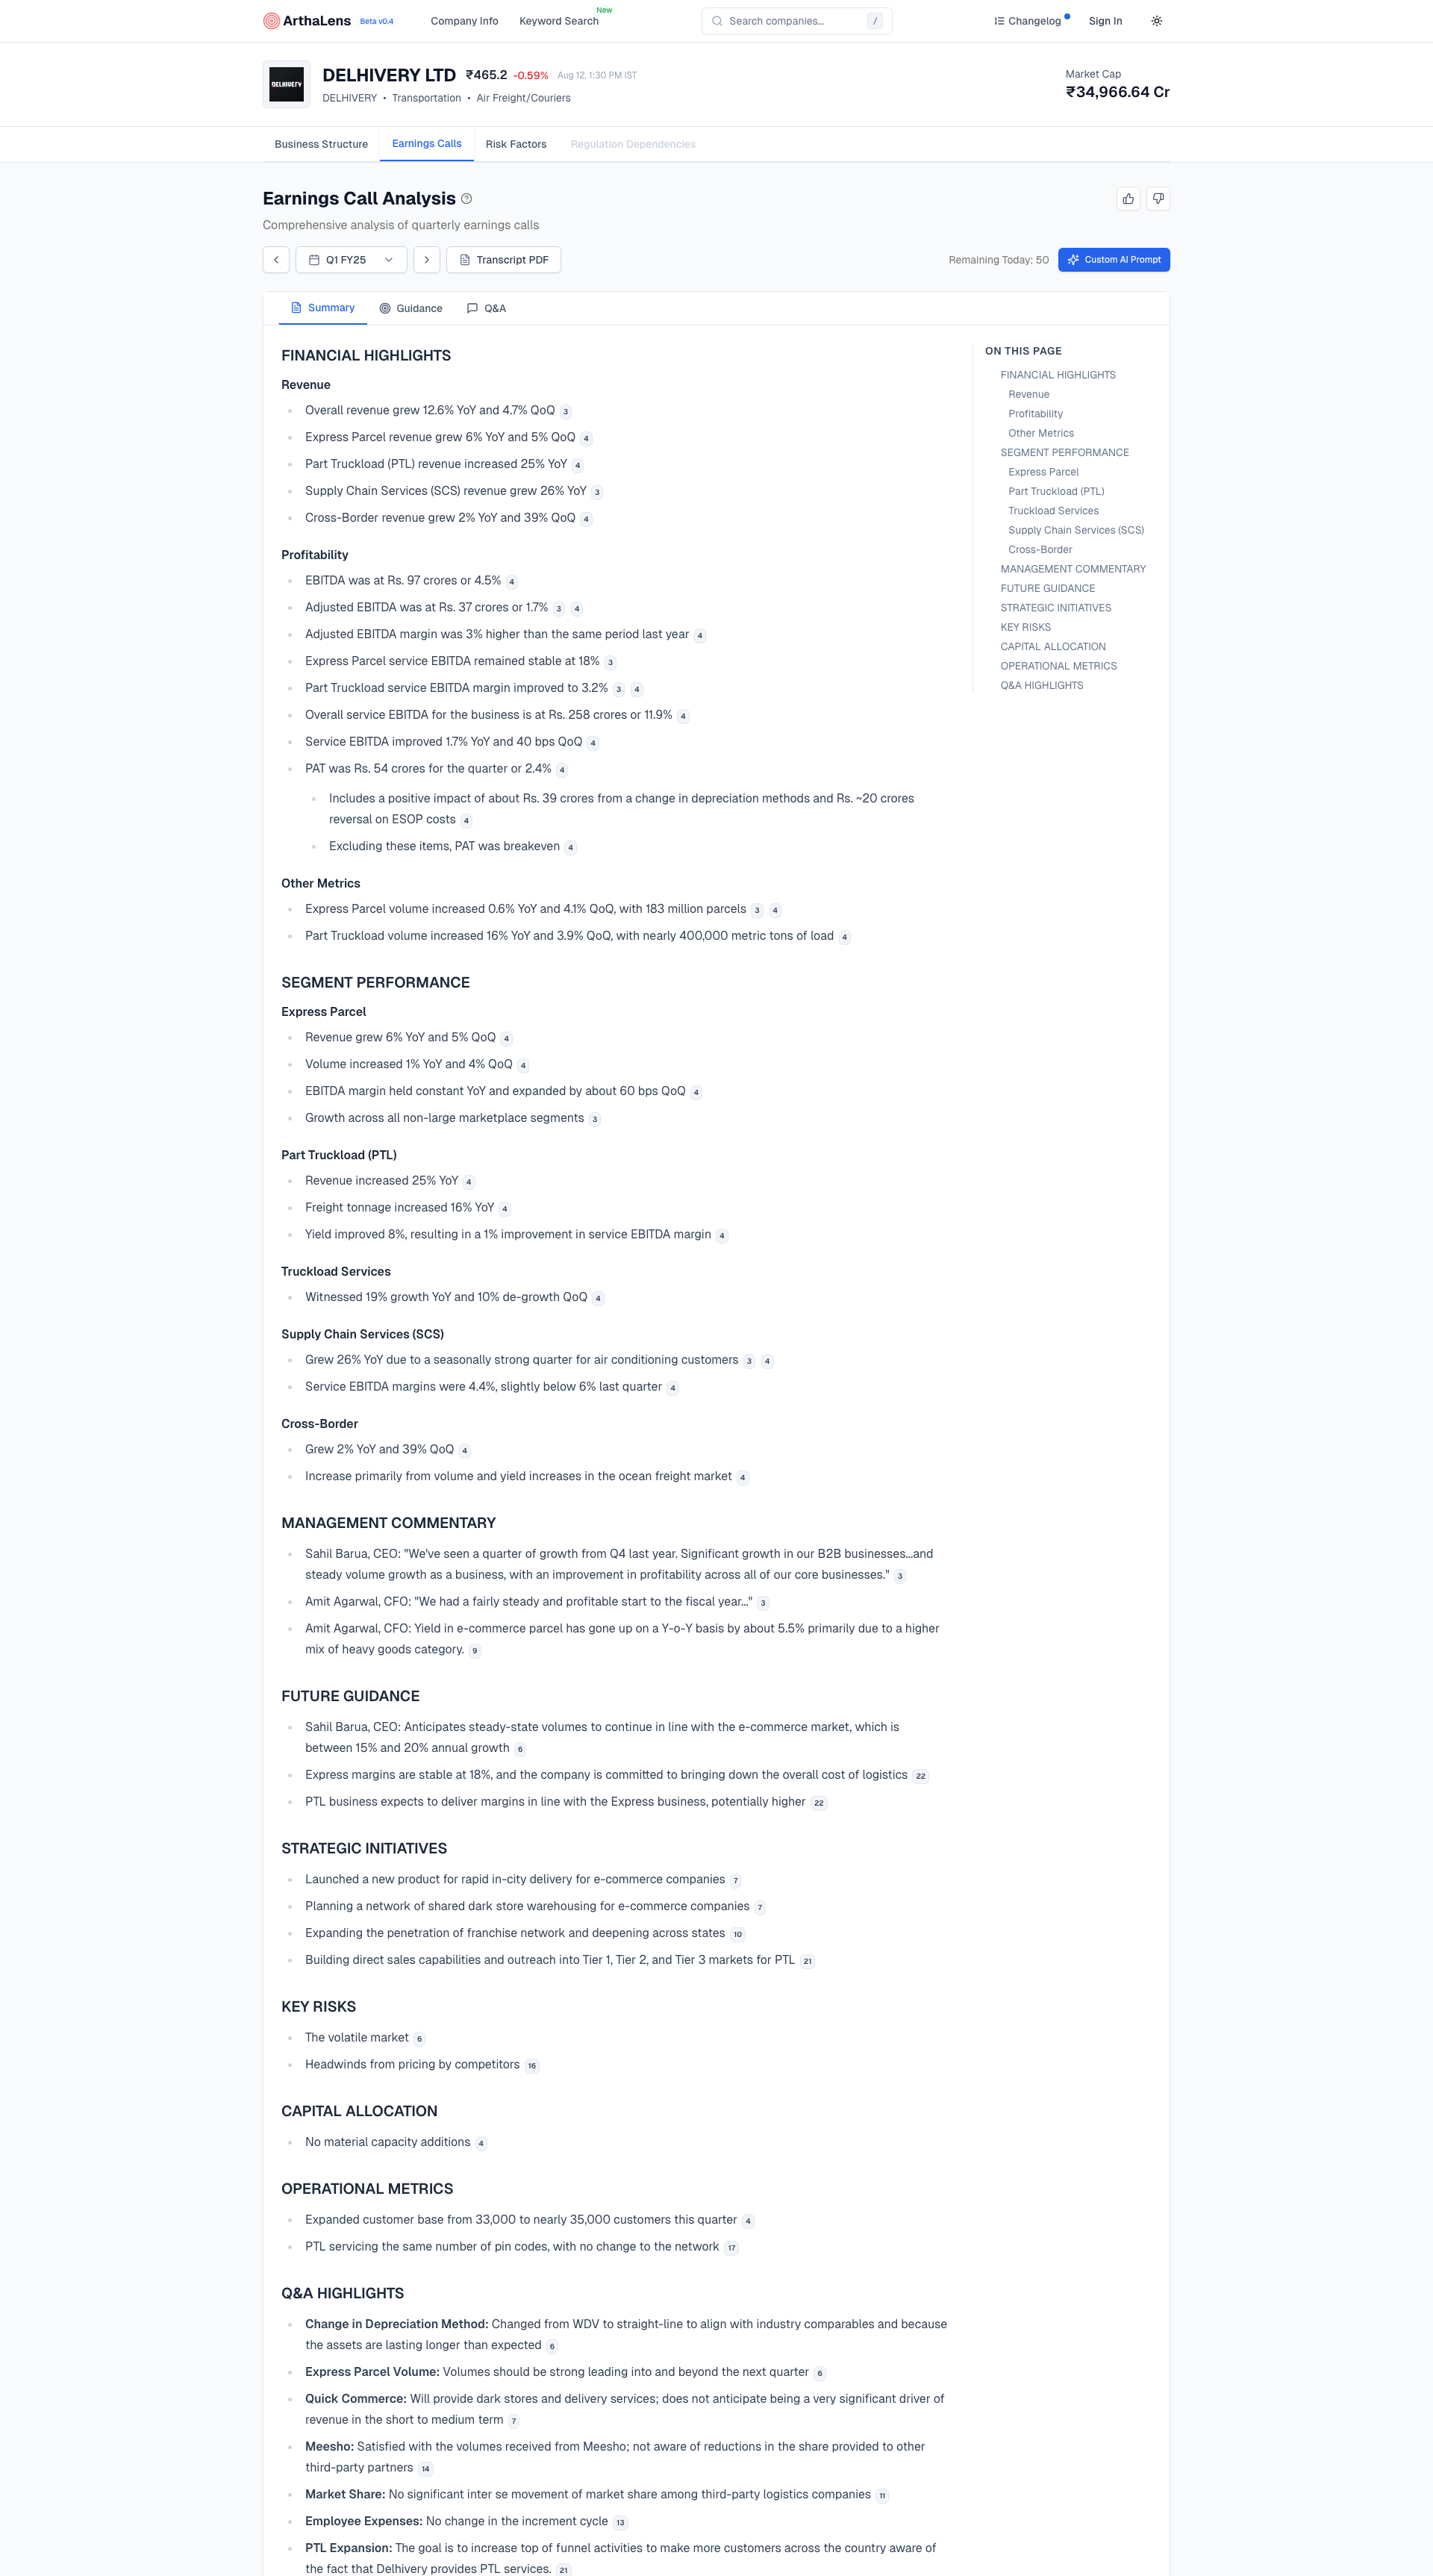 ArthaLens Beta v0.4 Company Info Keyword Search New Search companies... / Changelog Sign In
DELHIVERY
DELHIVERY LTD ₹465.2 -0.59% Aug 12, 1:30 PM IST
DELHIVERY • Transportation • Air Freight/Couriers
Market Cap
₹34,966.64 Cr
Business Structure Earnings Calls Risk Factors Regulation Dependencies
Earnings Call Analysis
Comprehensive analysis of quarterly earnings calls
Q1 FY25 Transcript PDF Remaining Today: 50 Custom AI Prompt
Summary Guidance Q&A
FINANCIAL HIGHLIGHTS
Revenue
Overall revenue grew 12.6% YoY and 4.7% QoQ 3
Express Parcel revenue grew 6% YoY and 5% QoQ 4
Part Truckload (PTL) revenue increased 25% YoY 4
Supply Chain Services (SCS) revenue grew 26% YoY 3
Cross-Border revenue grew 2% YoY and 39% QoQ 4
Profitability
EBITDA was at Rs. 97 crores or 4.5% 4
Adjusted EBITDA was at Rs. 37 crores or 1.7% 3 4
Adjusted EBITDA margin was 3% higher than the same period last year 4
Express Parcel service EBITDA remained stable at 18% 3
Part Truckload service EBITDA margin improved to 3.2% 3 4
Overall service EBITDA for the business is at Rs. 258 crores or 11.9% 4
Service EBITDA improved 1.7% YoY and 40 bps QoQ 4
PAT was Rs. 54 crores for the quarter or 2.4% 4
Includes a positive impact of about Rs. 39 crores from a change in depreciation methods and Rs. ~20 crores
reversal on ESOP costs 4
Excluding these items, PAT was breakeven 4
Other Metrics
Express Parcel volume increased 0.6% YoY and 4.1% QoQ, with 183 million parcels 3 4
Part Truckload volume increased 16% YoY and 3.9% QoQ, with nearly 400,000 metric tons of load 4
SEGMENT PERFORMANCE
Express Parcel
Revenue grew 6% YoY and 5% QoQ 4
Volume increased 1% YoY and 4% QoQ 4
EBITDA margin held constant YoY and expanded by about 60 bps QoQ 4
Growth across all non-large marketplace segments 3
Part Truckload (PTL)
Revenue increased 25% YoY 4
Freight tonnage increased 16% YoY 4
Yield improved 8%, resulting in a 1% improvement in service EBITDA margin 4
Truckload Services
Witnessed 19% growth YoY and 10% de-growth QoQ 4
Supply Chain Services (SCS)
Grew 26% YoY due to a seasonally strong quarter for air conditioning customers 3 4
Service EBITDA margins were 4.4%, slightly below 6% last quarter 4
Cross-Border
Grew 2% YoY and 39% QoQ 4
Increase primarily from volume and yield increases in the ocean freight market 4
MANAGEMENT COMMENTARY
Sahil Barua, CEO: "We've seen a quarter of growth from Q4 last year. Significant growth in our B2B businesses...and
steady volume growth as a business, with an improvement in profitability across all of our core businesses." 3
Amit Agarwal, CFO: "We had a fairly steady and profitable start to the fiscal year..." 3
Amit Agarwal, CFO: Yield in e-commerce parcel has gone up on a Y-o-Y basis by about 5.5% primarily due to a higher
mix of heavy goods category. 9
FUTURE GUIDANCE
Sahil Barua, CEO: Anticipates steady-state volumes to continue in line with the e-commerce market, which is
between 15% and 20% annual growth 6
Express margins are stable at 18%, and the company is committed to bringing down the overall cost of logistics 22
PTL business expects to deliver margins in line with the Express business, potentially higher 22
STRATEGIC INITIATIVES
Launched a new product for rapid in-city delivery for e-commerce companies 7
Planning a network of shared dark store warehousing for e-commerce companies 7
Expanding the penetration of franchise network and deepening across states 10
Building direct sales capabilities and outreach into Tier 1, Tier 2, and Tier 3 markets for PTL 21
KEY RISKS
The volatile market 6
Headwinds from pricing by competitors 16
CAPITAL ALLOCATION
No material capacity additions 4
OPERATIONAL METRICS
Expanded customer base from 33,000 to nearly 35,000 customers this quarter 4
PTL servicing the same number of pin codes, with no change to the network 17
Q&A HIGHLIGHTS
Change in Depreciation Method: Changed from WDV to straight-line to align with industry comparables and because
the assets are lasting longer than expected 6
Express Parcel Volume: Volumes should be strong leading into and beyond the next quarter 6
Quick Commerce: Will provide dark stores and delivery services; does not anticipate being a very significant driver of
revenue in the short to medium term 7
Meesho: Satisfied with the volumes received from Meesho; not aware of reductions in the share provided to other
third-party partners 14
Market Share: No significant inter se movement of market share among third-party logistics companies 11
Employee Expenses: No change in the increment cycle 13
PTL Expansion: The goal is to increase top of funnel activities to make more customers across the country aware of
the fact that Delhivery provides PTL services. 21
ON THIS PAGE
FINANCIAL HIGHLIGHTS
Revenue
Profitability
Other Metrics
SEGMENT PERFORMANCE
Express Parcel
Part Truckload (PTL)
Truckload Services
Supply Chain Services (SCS)
Cross-Border
MANAGEMENT COMMENTARY
FUTURE GUIDANCE
STRATEGIC INITIATIVES
KEY RISKS
CAPITAL ALLOCATION
OPERATIONAL METRICS
Q&A HIGHLIGHTS